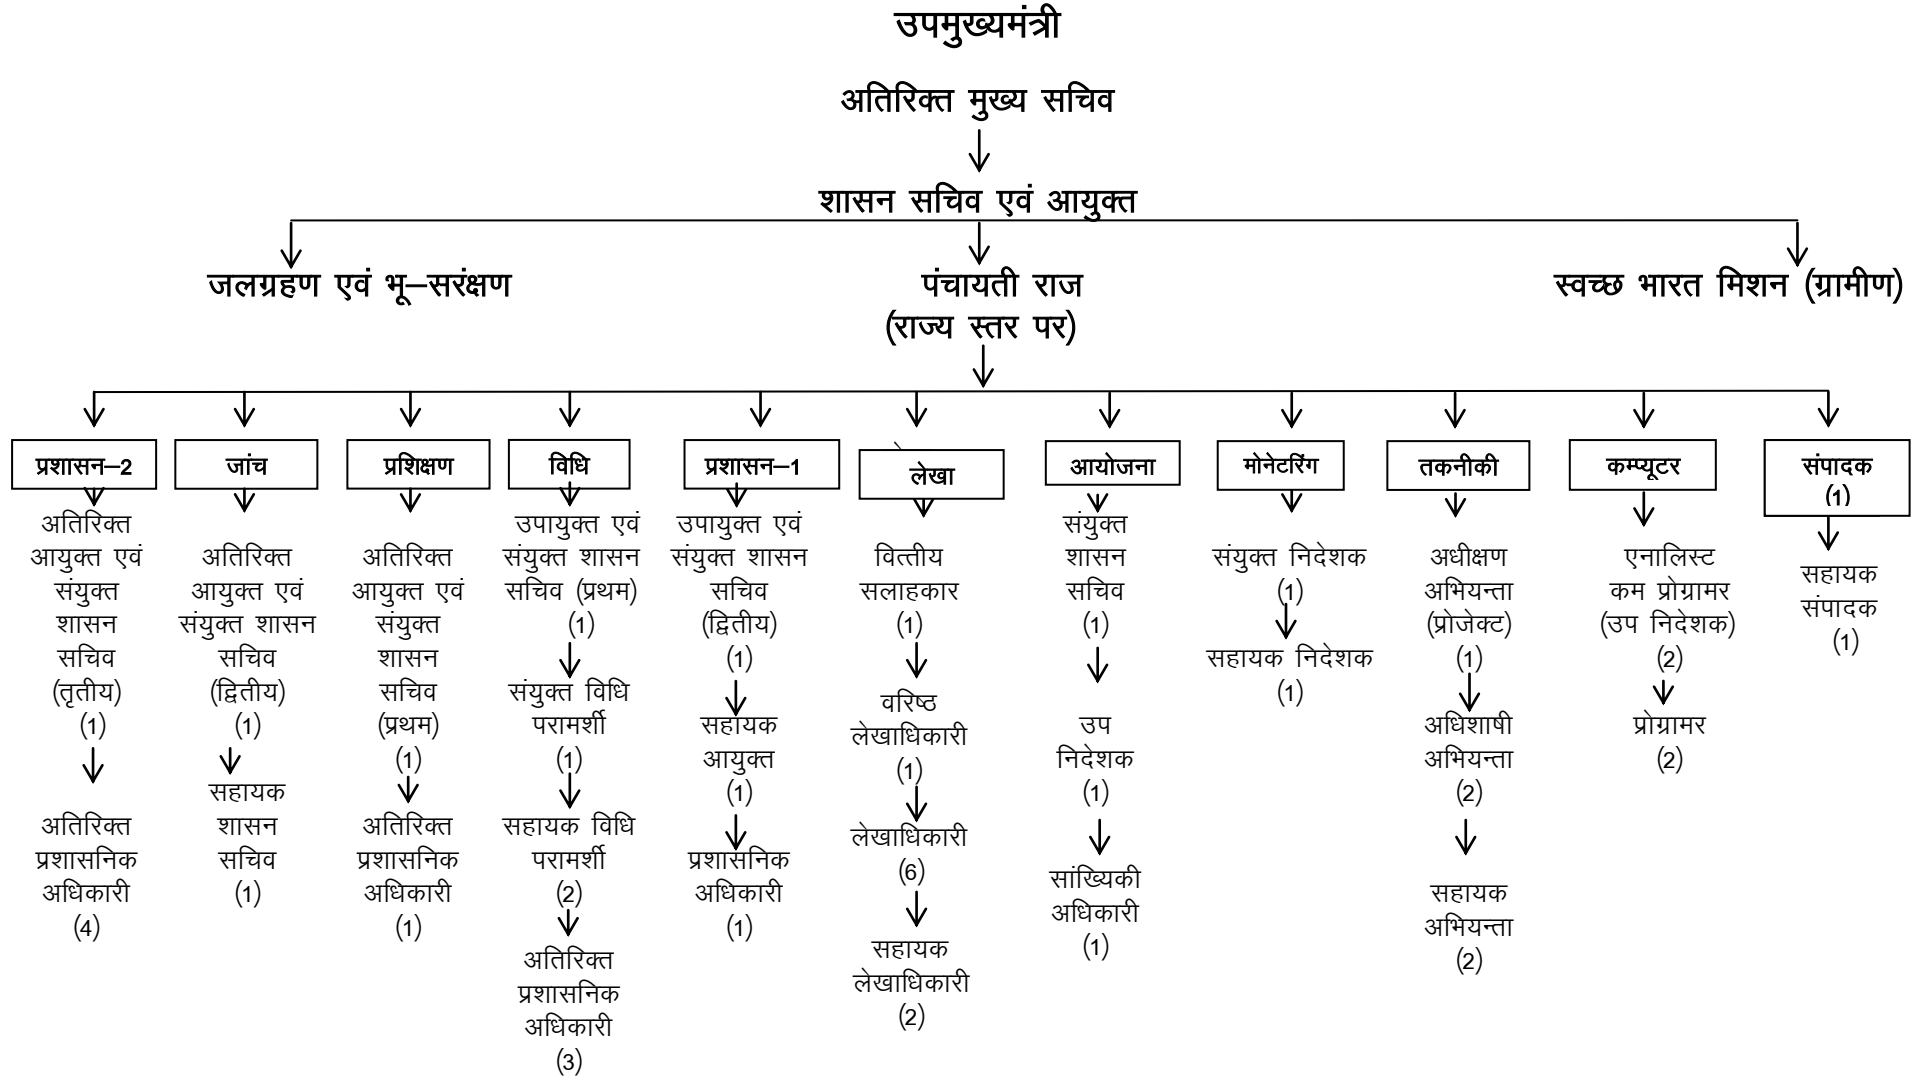 उपमुख्यमंत्री
अतिरिक्त मुख्य सचिव
शासन सचिव एवं आयुक्त
जलग्रहण एवं भू–सरंक्षण
पंचायती राज
(राज्य स्तर पर)
स्वच्छ भारत मिशन (ग्रामीण)
प्रशासन–2
अतिरिक्त
आयुक्त एवं
संयुक्त
शासन
सचिव
(तृतीय)
(1)
अतिरिक्त
प्रशासनिक
अधिकारी
(4)
जांच
अतिरिक्त
आयुक्त एवं
संयुक्त शासन
सचिव
(द्वितीय)
(1)
सहायक
शासन
सचिव
(1)
प्रशिक्षण
अतिरिक्त
आयुक्त एवं
संयुक्त
शासन
सचिव
(प्रथम)
(1)
अतिरिक्त
प्रशासनिक
अधिकारी
(1)
विधि
उपायुक्त एवं
संयुक्त शासन
सचिव (प्रथम)
(1)
संयुक्त विधि
परामर्शी
(1)
सहायक विधि
परामर्शी
(2)
अतिरिक्त
प्रशासनिक
अधिकारी
(3)
प्रशासन–1
उपायुक्त एवं
संयुक्त शासन
सचिव
(द्वितीय)
(1)
सहायक
आयुक्त
(1)
प्रशासनिक
अधिकारी
(1)
लेखा
वित्तीय
सलाहकार
(1)
वरिष्ठ
लेखाधिकारी
(1)
लेखाधिकारी
(6)
सहायक
लेखाधिकारी
(2)
आयोजना
संयुक्त
शासन
सचिव
(1)
उप
निदेशक
(1)
सांख्यिकी
अधिकारी
(1)
मोनेटरिंग
संयुक्त निदेशक
(1)
सहायक निदेशक
(1)
तकनीकी
अधीक्षण
अभियन्ता
(प्रोजेक्ट)
(1)
अधिशाषी
अभियन्ता
(2)
सहायक
अभियन्ता
(2)
कम्प्यूटर
एनालिस्ट
कम प्रोग्रामर
(उप निदेशक)
(2)
प्रोग्रामर
(2)
संपादक
(1)
सहायक
संपादक
(1)